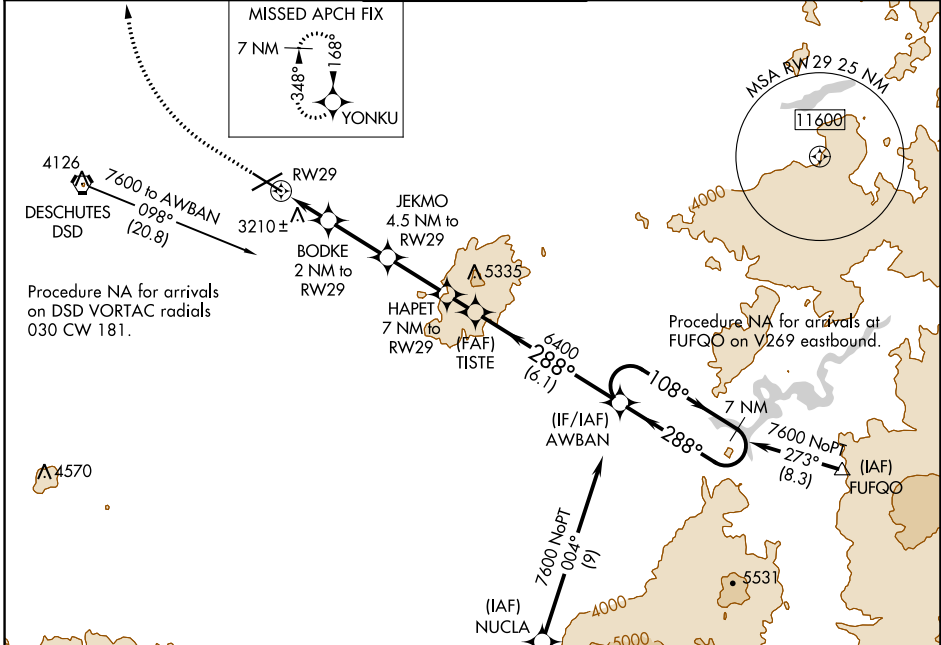 MISSED APCH FIX
7 NM
348°
168°
YONKU
MSA RW29 25 NM
11600
4126
DESCHUTES
DSD
7600 to AWBAN
098°
(20.8)
RW29
3210 ±
JEKMO
4.5 NM to
RW29
BODKE
2 NM to
RW29
4000
5335
Procedure NA for arrivals
on DSD VORTAC radials
030 CW 181.
HAPET
7 NM to
RW29
(FAF)
TISTE
Procedure NA for arrivals at
FUFQO on V269 eastbound.
6400
288°
(6.1)
108°
7 NM
(IF/IAF)
AWBAN
288°
7600 NoPT
273°
(8.3)
(IAF)
FUFQO
4570
7600 NoPT
004°
(9)
5531
(IAF)
NUCLA
4000
5000